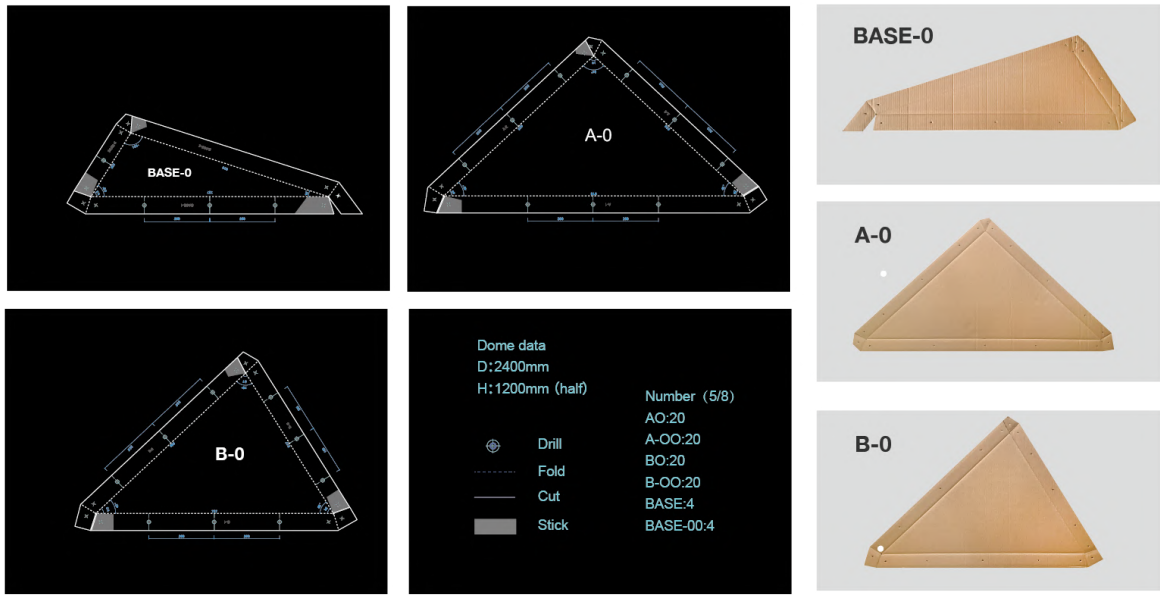 BASE-0
A-0
B-0
Dome data
D:2400mm
H:1200mm (half)
Drill
Fold
Cut
Stick
Number (5/8)
AO:20
A-OO:20
BO:20
B-OO:20
BASE:4
BASE-00:4
BASE-0
A-0
B-0